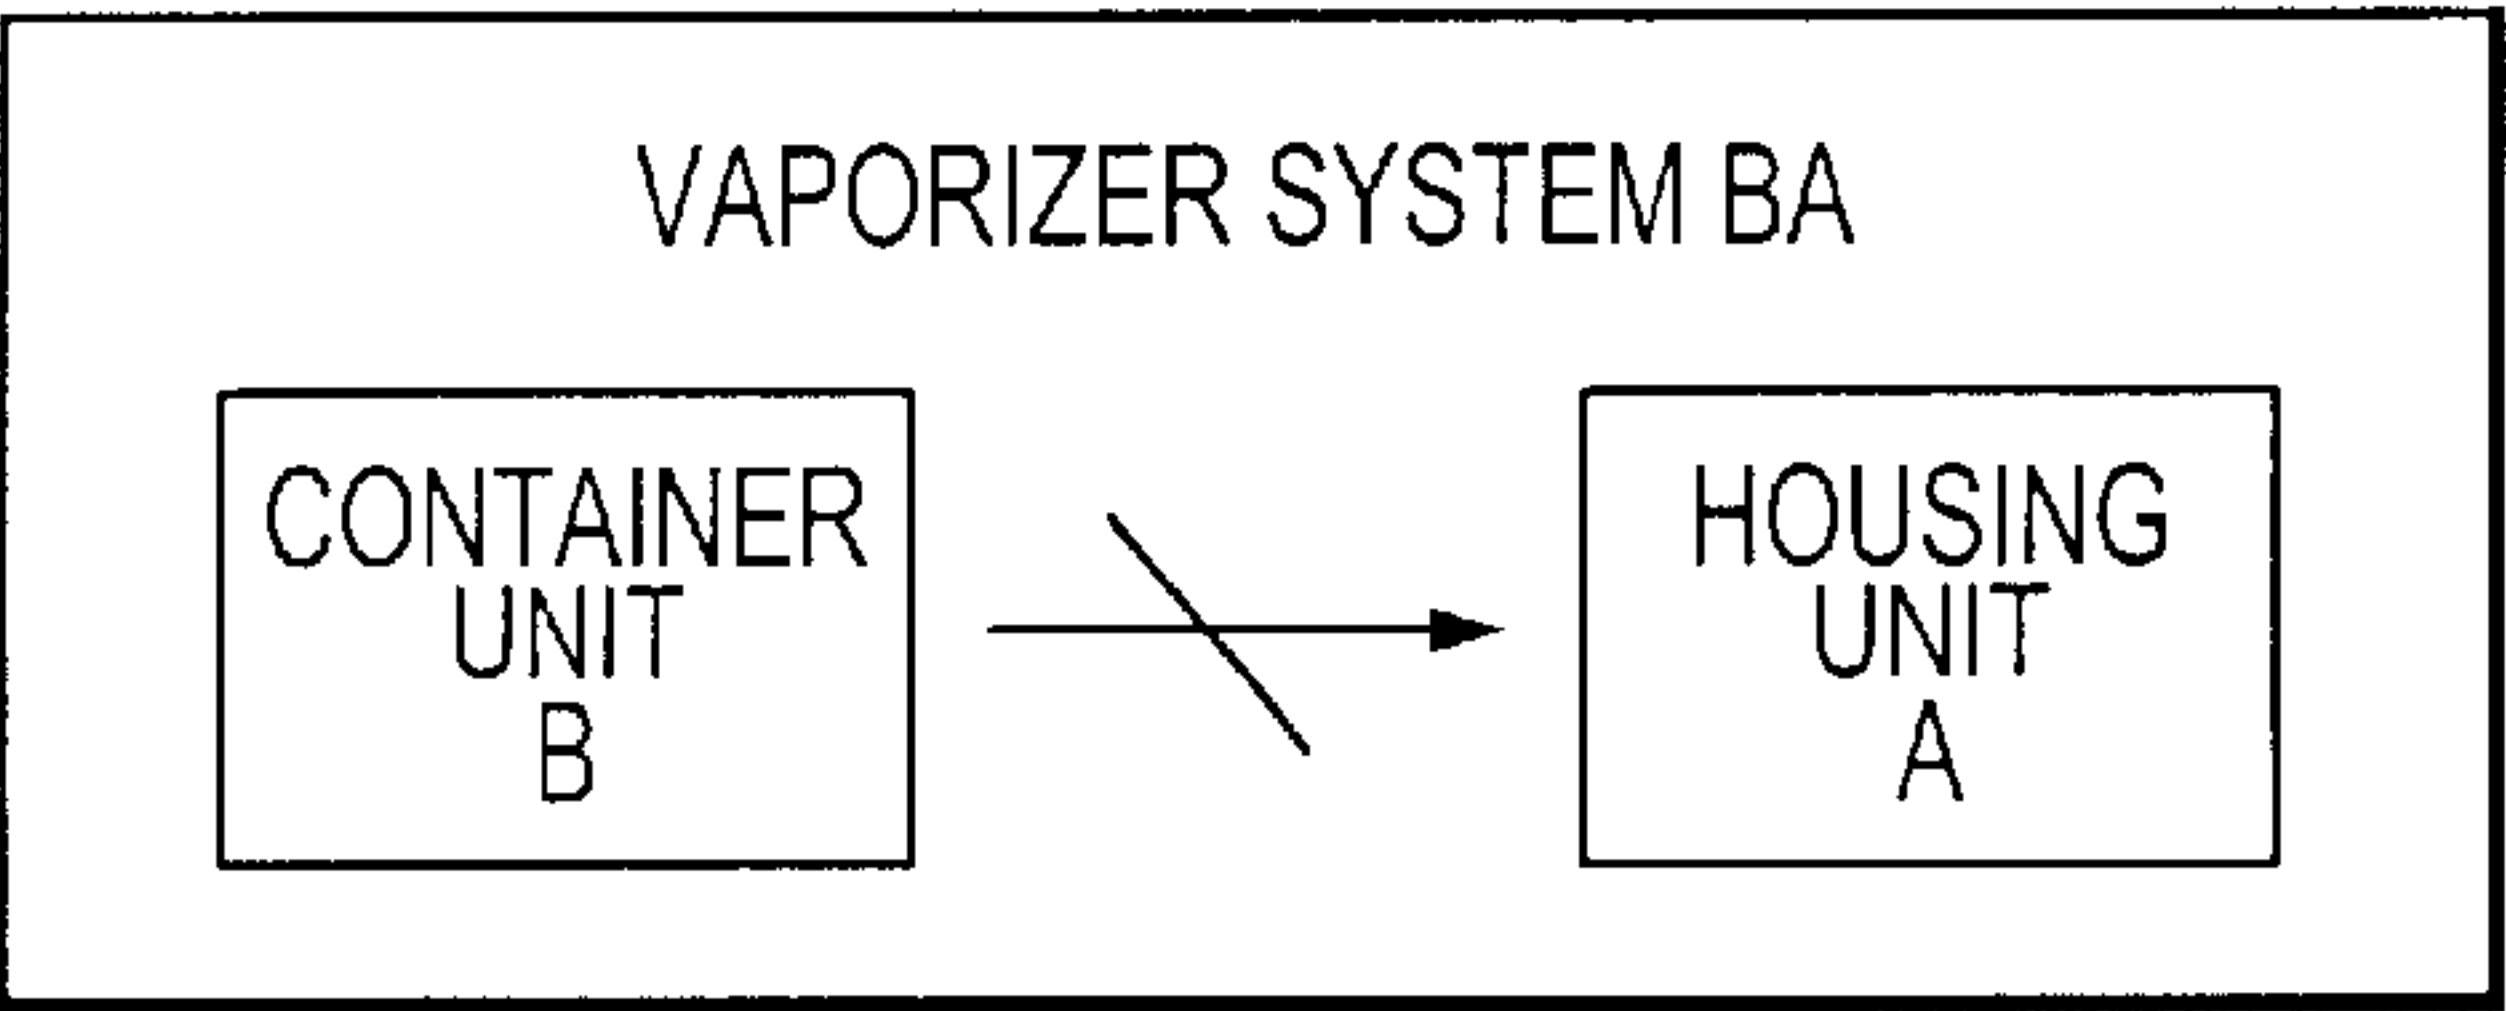 VAPORIZER SYSTEM BA
CONTAINER
UNIT
B
HOUSING
UNIT
A